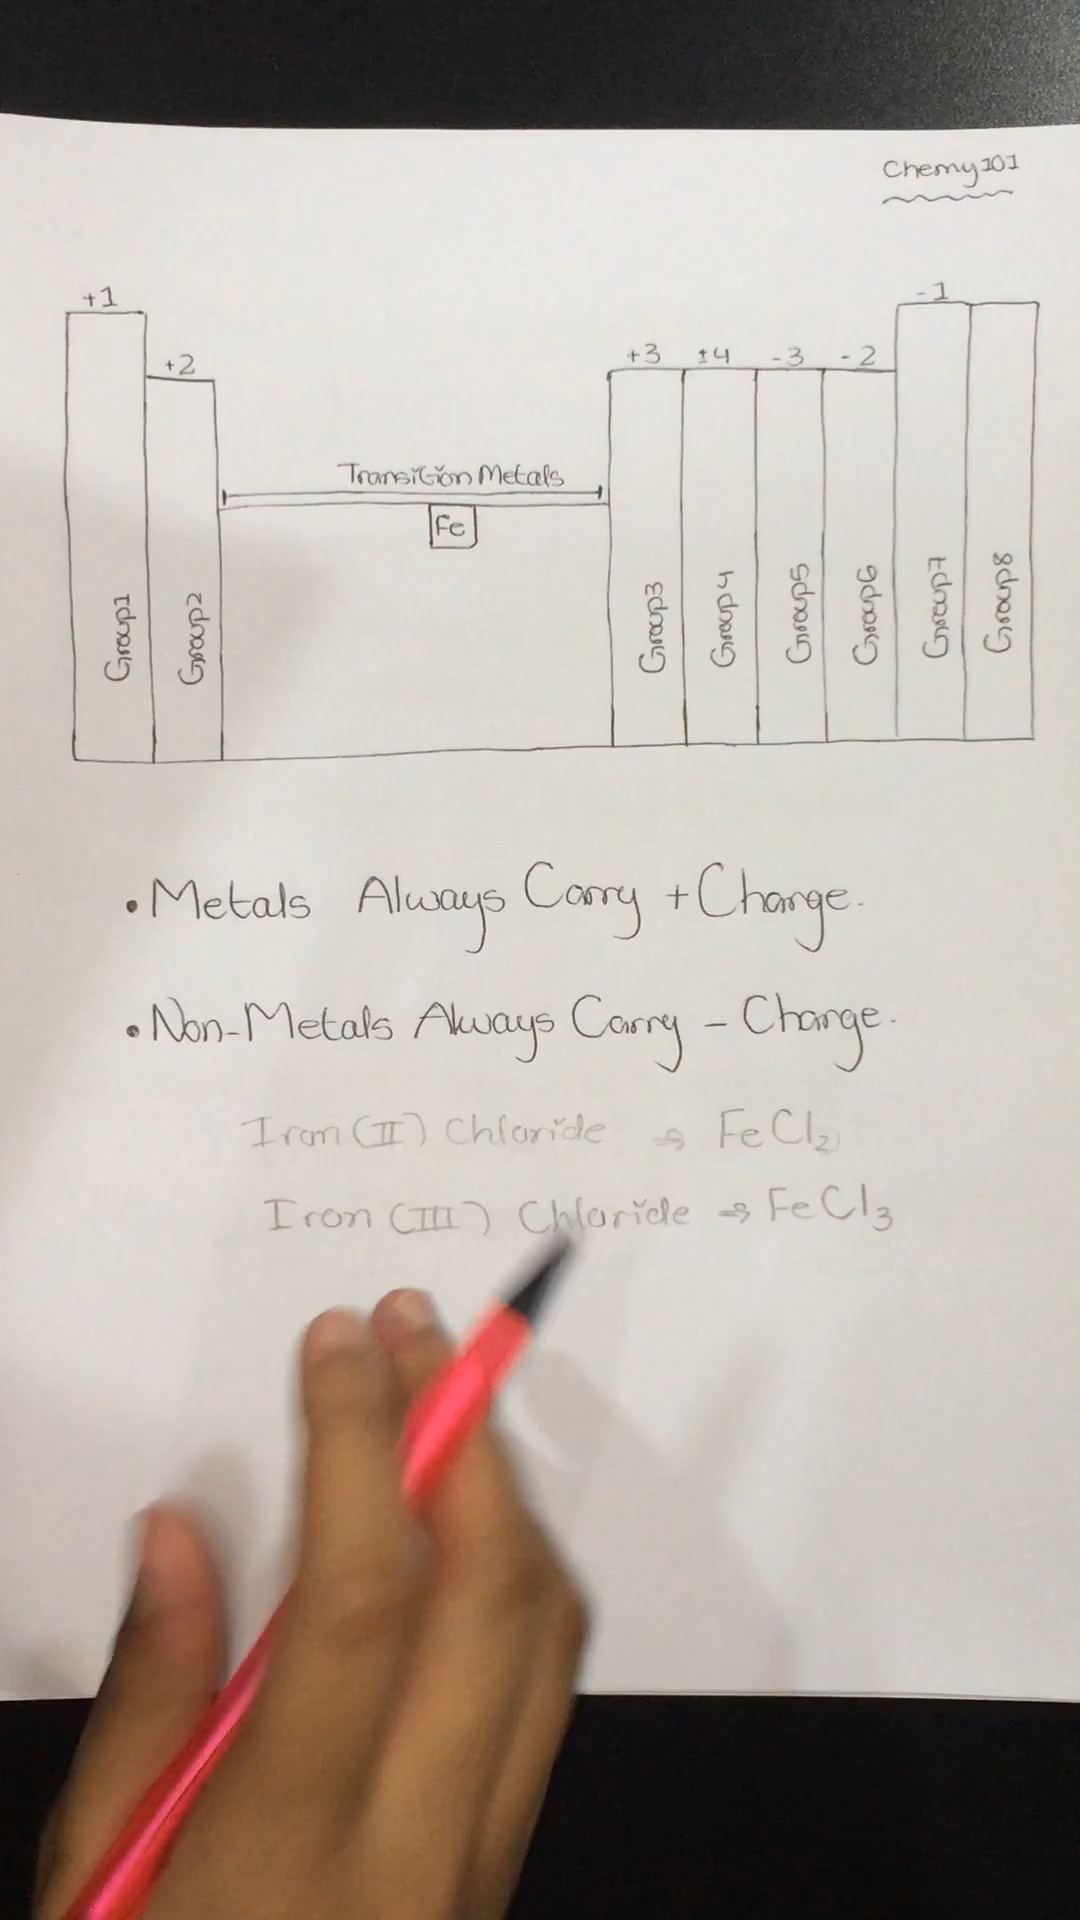 Chemy101
+1
+2
+3 ±4 -3 -2
-1
Transition Metals
Fe
Group1
Group2
Group3
Group4
Group5
Group6
Group7
Group8
• Metals Always Carry + Charge.
• Non-Metals Always Carry - Charge.
Iron (II) Chloride ⇒ FeCl₂
Iron (III) Chloride ⇒ FeCl₃